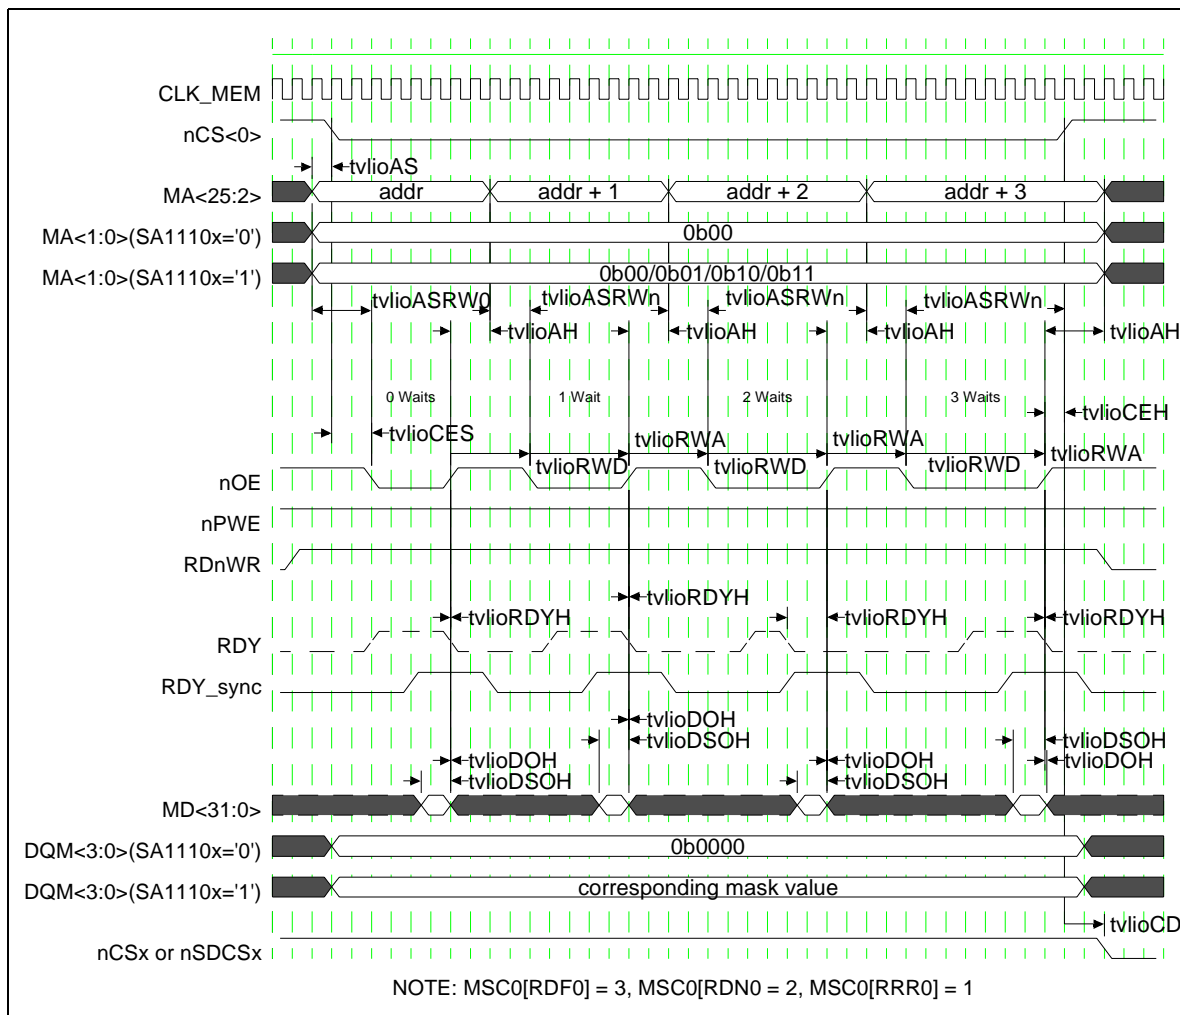 CLK_MEM
nCS<0>
tvlioAS
MA<25:2>
addr
addr + 1
addr + 2
addr + 3
MA<1:0>(SA1110x='0')
0b00
MA<1:0>(SA1110x='1')
0b00/0b01/0b10/0b11
tvlioASRW0
tvlioASRWn
tvlioASRWn
tvlioASRWn
tvlioAH
tvlioAH
tvlioAH
tvlioAH
0 Waits
1 Wait
2 Waits
3 Waits
tvlioCEH
tvlioCES
tvlioRWA
tvlioRWA
tvlioRWA
tvlioRWD
tvlioRWD
tvlioRWD
nOE
nPWE
RDnWR
tvlioRDYH
tvlioRDYH
tvlioRDYH
tvlioRDYH
RDY
RDY_sync
tvlioDOH
tvlioDSOH
tvlioDSOH
tvlioDOH
tvlioDOH
tvlioDOH
tvlioDSOH
tvlioDSOH
MD<31:0>
DQM<3:0>(SA1110x='0')
0b0000
DQM<3:0>(SA1110x='1')
corresponding mask value
tvlioCD
nCSx or nSDCSx
NOTE: MSC0[RDF0] = 3, MSC0[RDN0 = 2, MSC0[RRR0] = 1